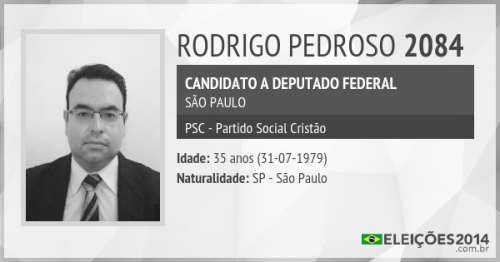 RODRIGO PEDROSO 2084
CANDIDATO A DEPUTADO FEDERAL
SÃO PAULO
PSC - Partido Social Cristão
Idade: 35 anos (31-07-1979)
Naturalidade: SP - São Paulo
ELEIÇÕES2014
.com.br